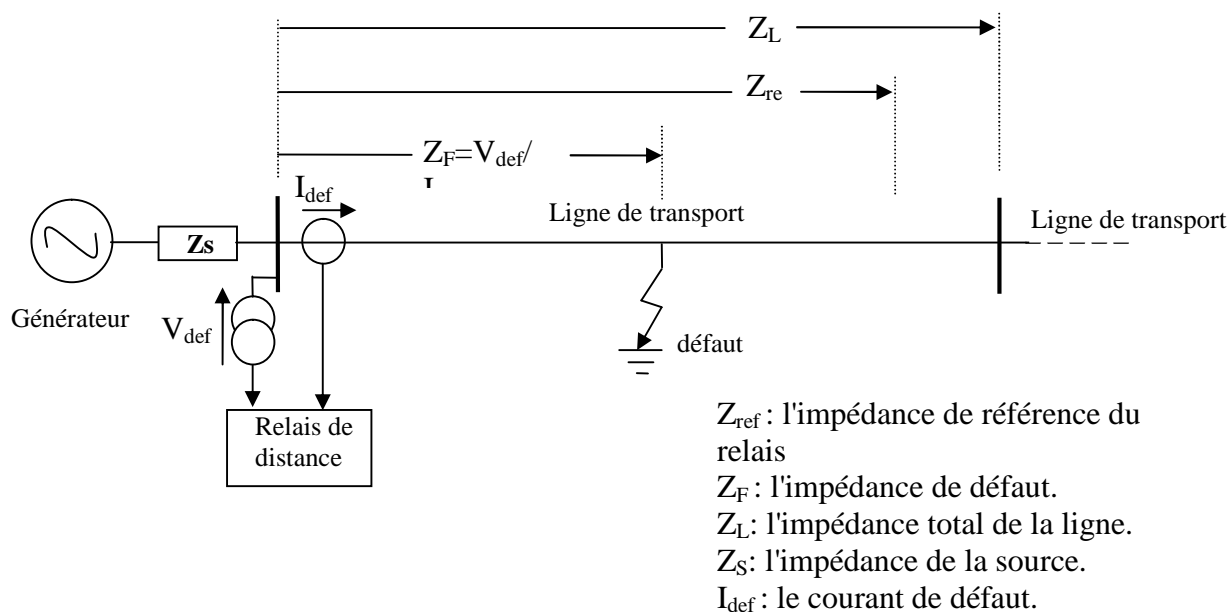 Z_L
Z_re
Z_F=V_def/
I_def
Ligne de transport
Ligne de transport
Zs
Générateur
V_def
défaut
Relais de
distance
Z_ref : l'impédance de référence du
relais
Z_F : l'impédance de défaut.
Z_L: l'impédance total de la ligne.
Z_S: l'impédance de la source.
I_def : le courant de défaut.